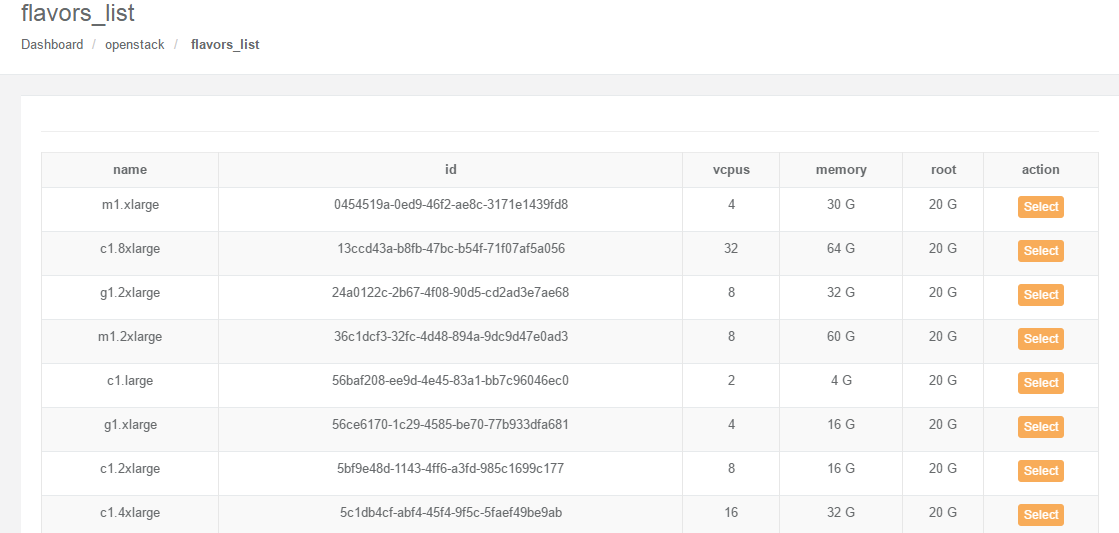 flavors_list
Dashboard / openstack / flavors_list
name id vcpus memory root action
m1.xlarge 0454519a-0ed9-46f2-ae8c-3171e1439fd8 4 30 G 20 G Select
c1.8xlarge 13ccd43a-b8fb-47bc-b54f-71f07af5a056 32 64 G 20 G Select
g1.2xlarge 24a0122c-2b67-4f08-90d5-cd2ad3e7ae68 8 32 G 20 G Select
m1.2xlarge 36c1dcf3-32fc-4d48-894a-9dc9d47e0ad3 8 60 G 20 G Select
c1.large 56baf208-ee9d-4e45-83a1-bb7c96046ec0 2 4 G 20 G Select
g1.xlarge 56ce6170-1c29-4585-be70-77b933dfa681 4 16 G 20 G Select
c1.2xlarge 5bf9e48d-1143-4ff6-a3fd-985c1699c177 8 16 G 20 G Select
c1.4xlarge 5c1db4cf-abf4-45f4-9f5c-5faef49be9ab 16 32 G 20 G Select